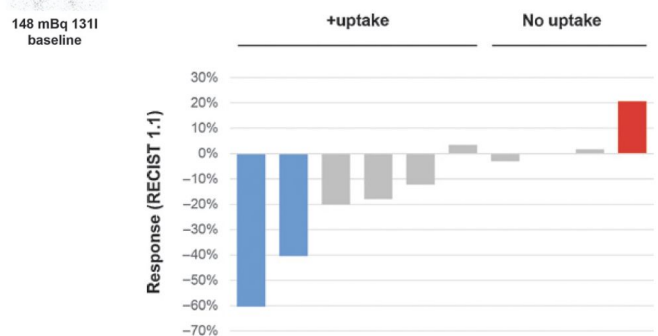 148 mBq 131I
baseline
+uptake
No uptake
Response (RECIST 1.1)
30%
20%
10%
0%
–10%
–20%
–30%
–40%
–50%
–60%
–70%